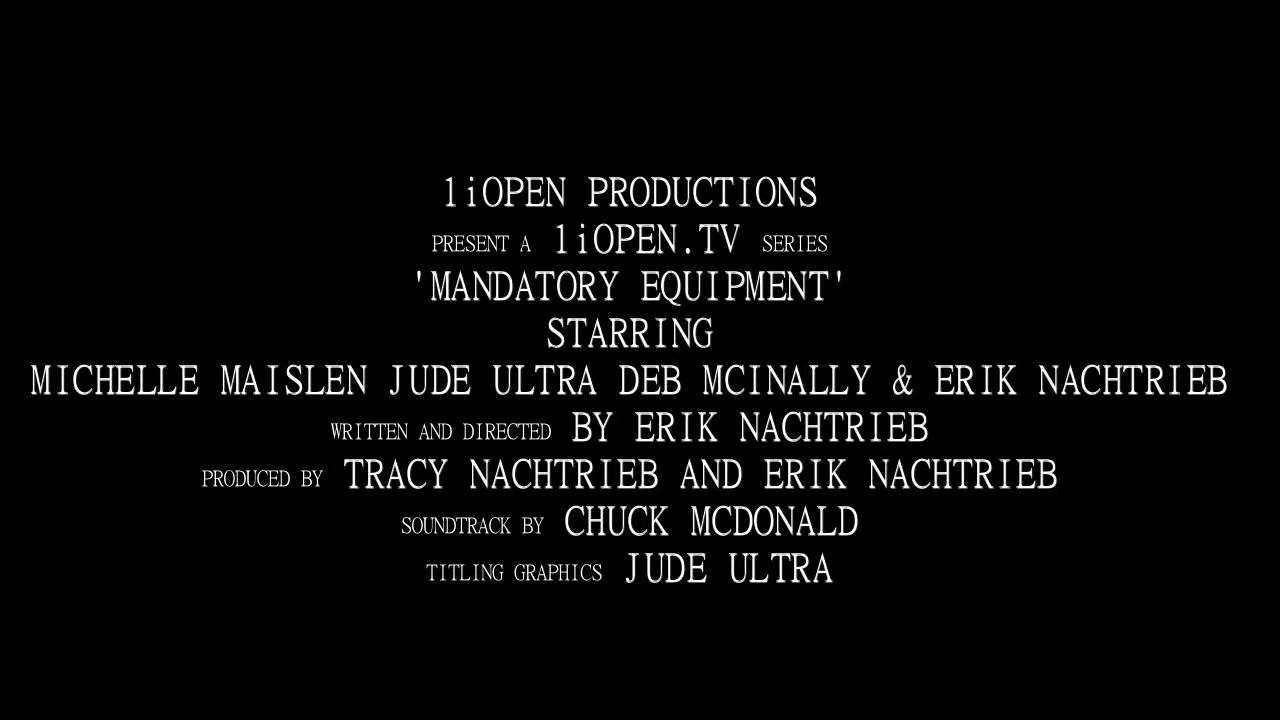 1iOPEN PRODUCTIONS
PRESENT A 1iOPEN.TV SERIES
'MANDATORY EQUIPMENT'
STARRING
MICHELLE MAISLEN JUDE ULTRA DEB MCINALLY & ERIK NACHTRIEB
WRITTEN AND DIRECTED BY ERIK NACHTRIEB
PRODUCED BY TRACY NACHTRIEB AND ERIK NACHTRIEB
SOUNDTRACK BY CHUCK MCDONALD
TITLING GRAPHICS JUDE ULTRA